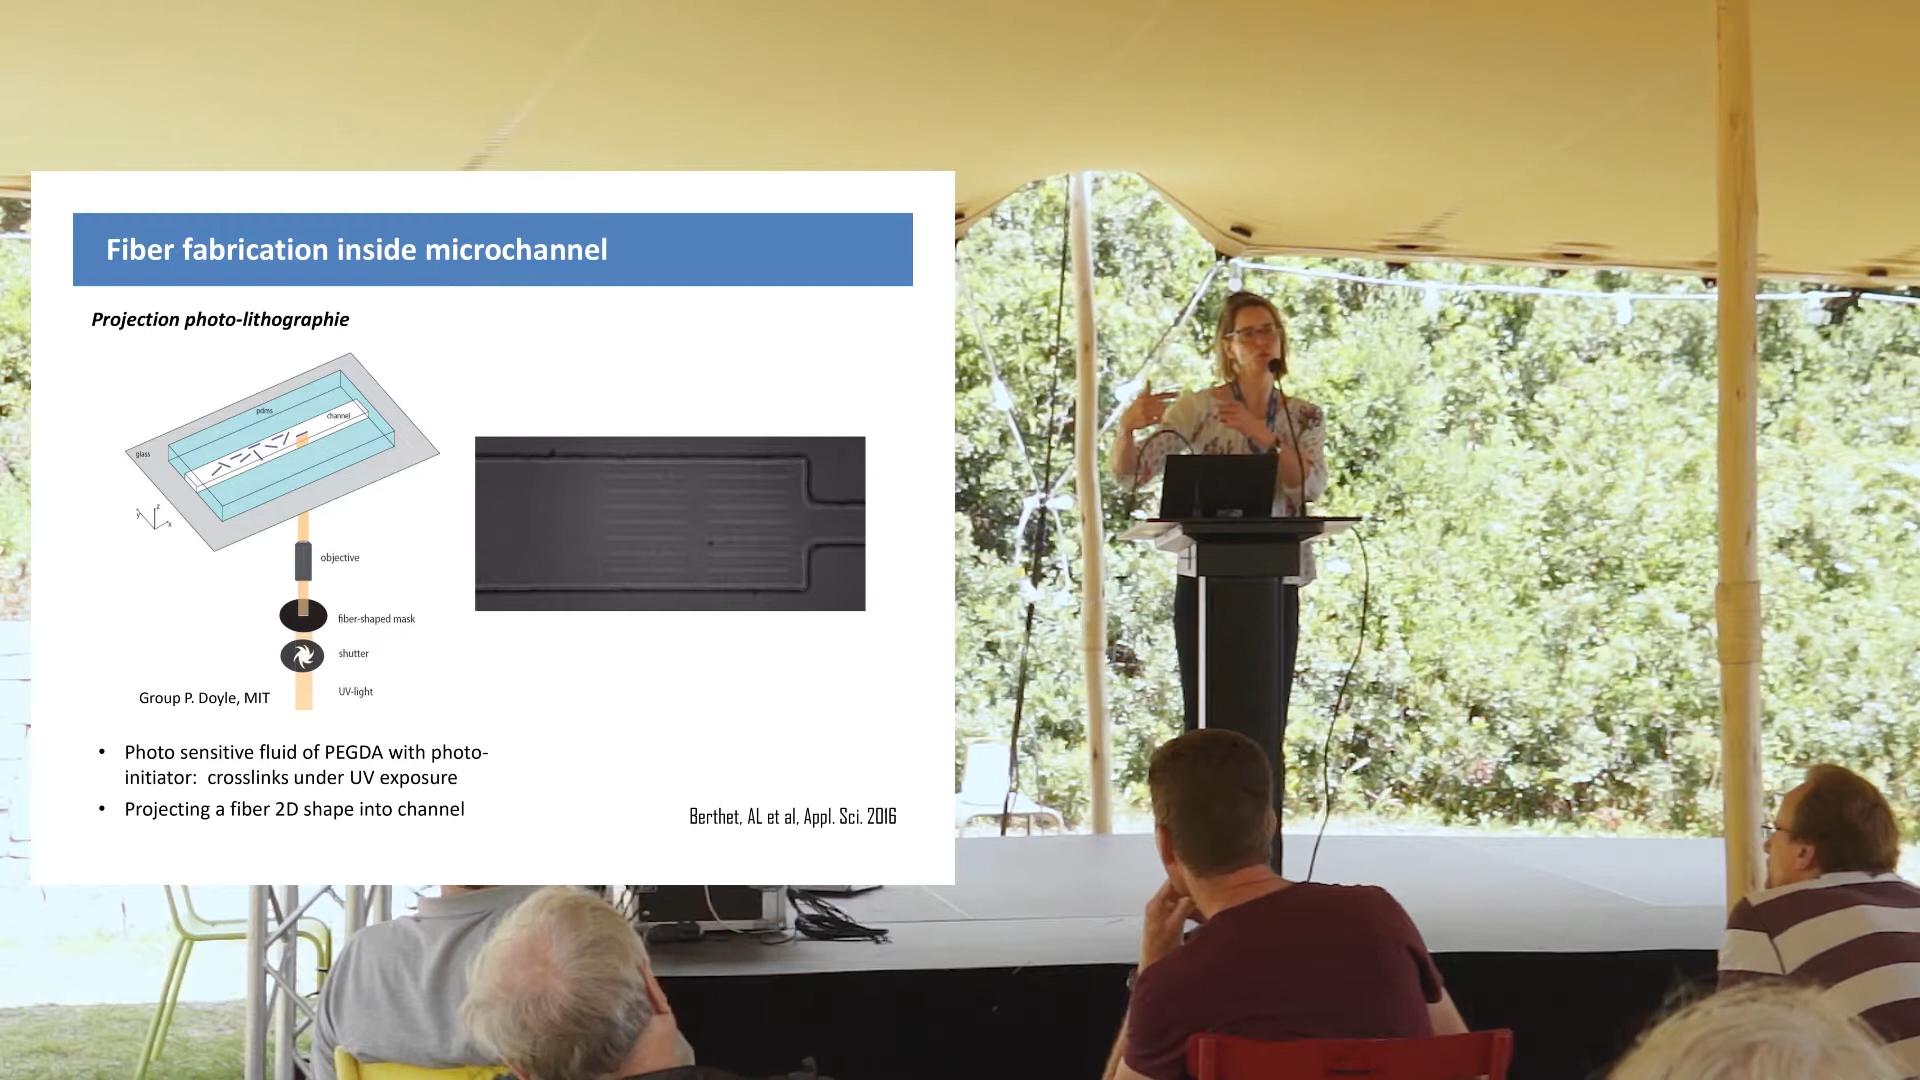 Fiber fabrication inside microchannel
Projection photo-lithographie
pdms
channel
glass
z
y
x
objective
fiber-shaped mask
shutter
UV-light
Group P. Doyle, MIT
• Photo sensitive fluid of PEGDA with photo-
initiator: crosslinks under UV exposure
• Projecting a fiber 2D shape into channel
Berthet, AL et al, Appl. Sci. 2016